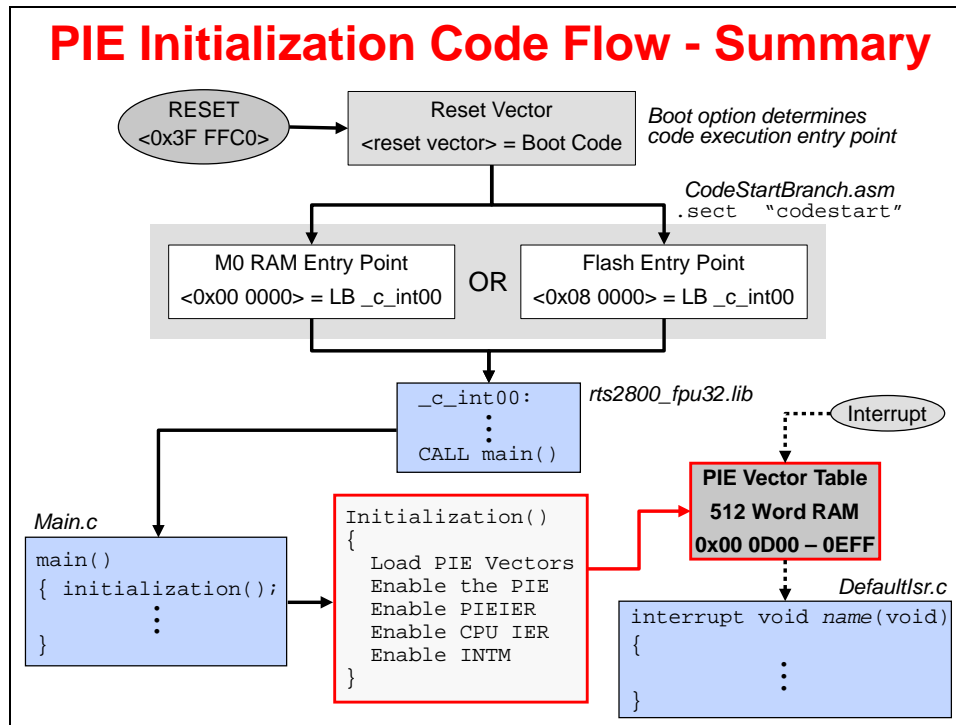 PIE Initialization Code Flow - Summary
RESET
<0x3F FFC0>
Reset Vector
<reset vector> = Boot Code
Boot option determines
code execution entry point
CodeStartBranch.asm
.sect “codestart”
M0 RAM Entry Point
<0x00 0000> = LB _c_int00
OR
Flash Entry Point
<0x08 0000> = LB _c_int00
_c_int00:
CALL main()
rts2800_fpu32.lib
Interrupt
PIE Vector Table
512 Word RAM
0x00 0D00 – 0EFF
Main.c
main()
{ initialization();
}
Initialization()
{
Load PIE Vectors
Enable the PIE
Enable PIEIER
Enable CPU IER
Enable INTM
}
DefaultIsr.c
interrupt void name(void)
{
}